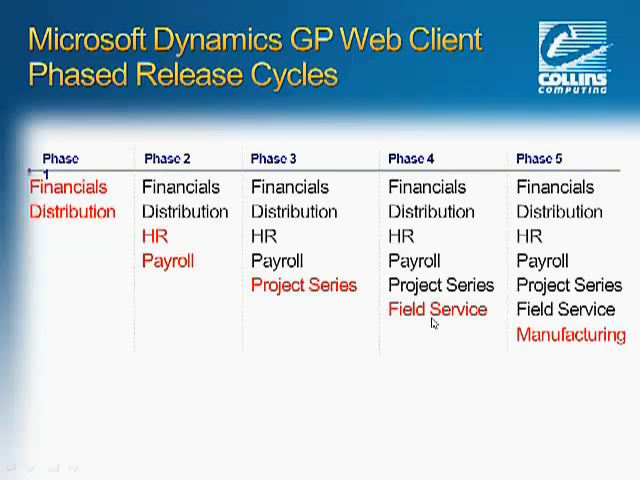 Microsoft Dynamics GP Web Client
Phased Release Cycles
COLLINS
COMPUTING
Phase 1
Financials
Distribution
Phase 2
Financials
Distribution
HR
Payroll
Phase 3
Financials
Distribution
HR
Payroll
Project Series
Phase 4
Financials
Distribution
HR
Payroll
Project Series
Field Service
Phase 5
Financials
Distribution
HR
Payroll
Project Series
Field Service
Manufacturing